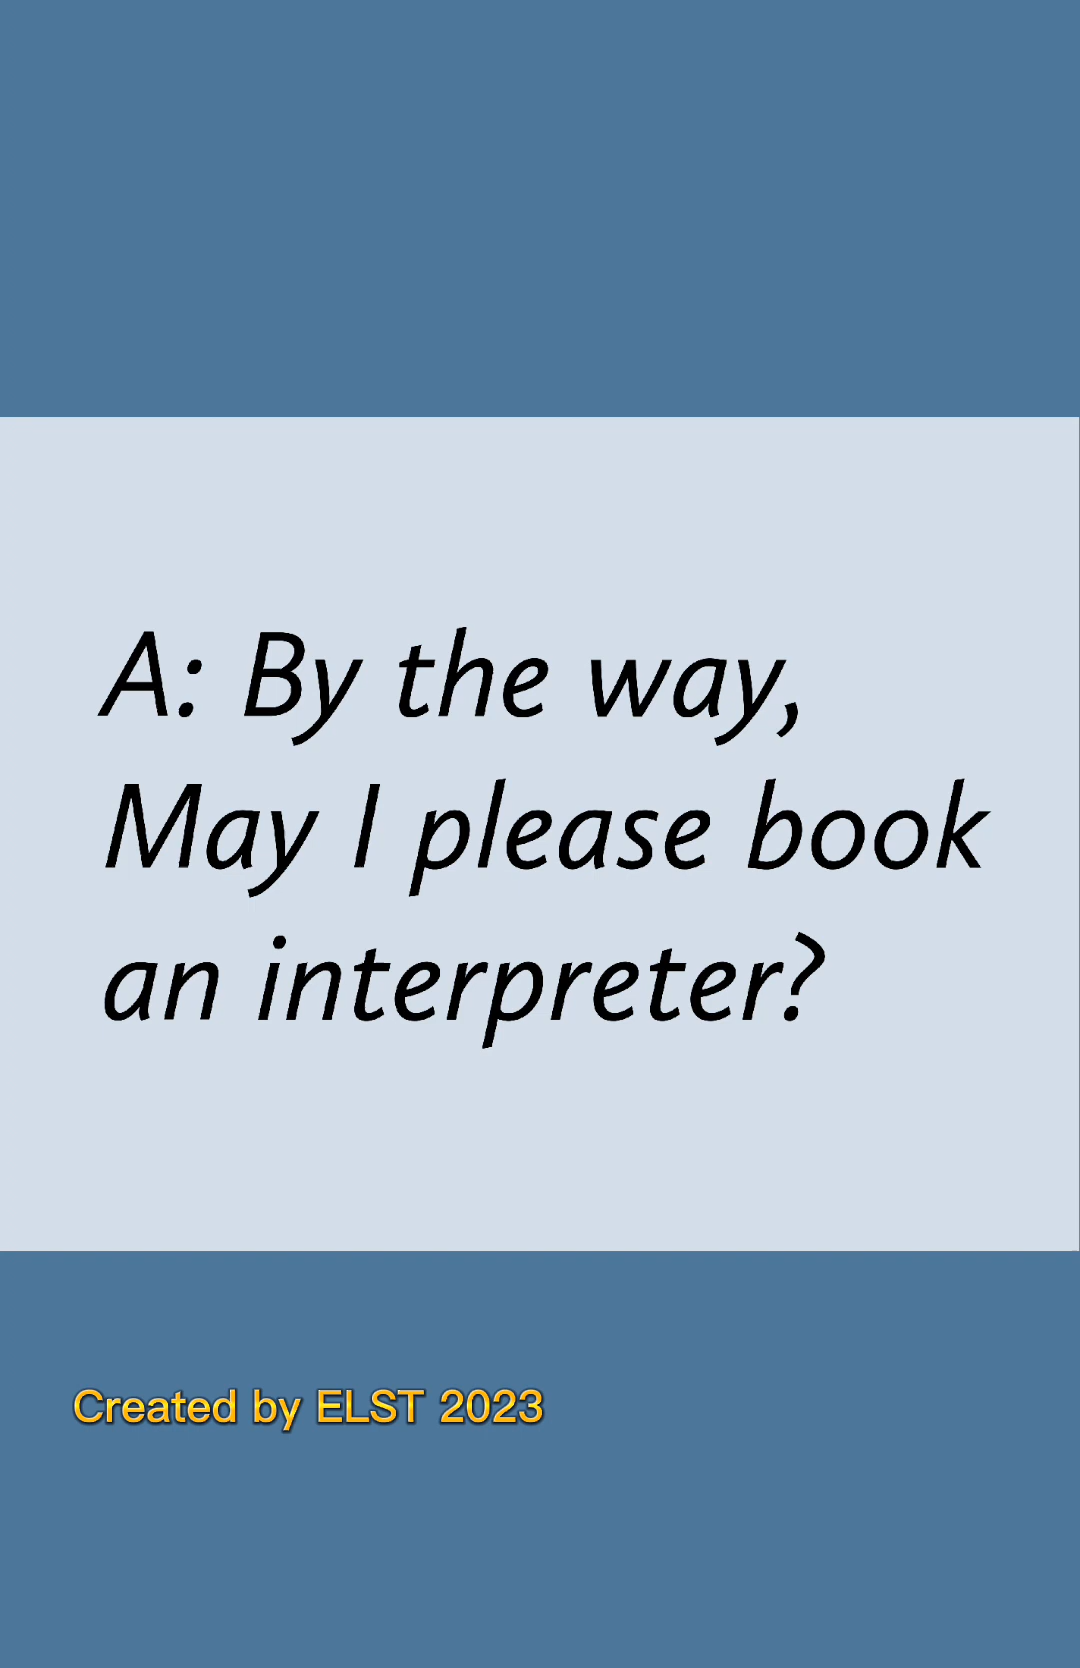 A: By the way,
May I please book
an interpreter?
Created by ELST 2023